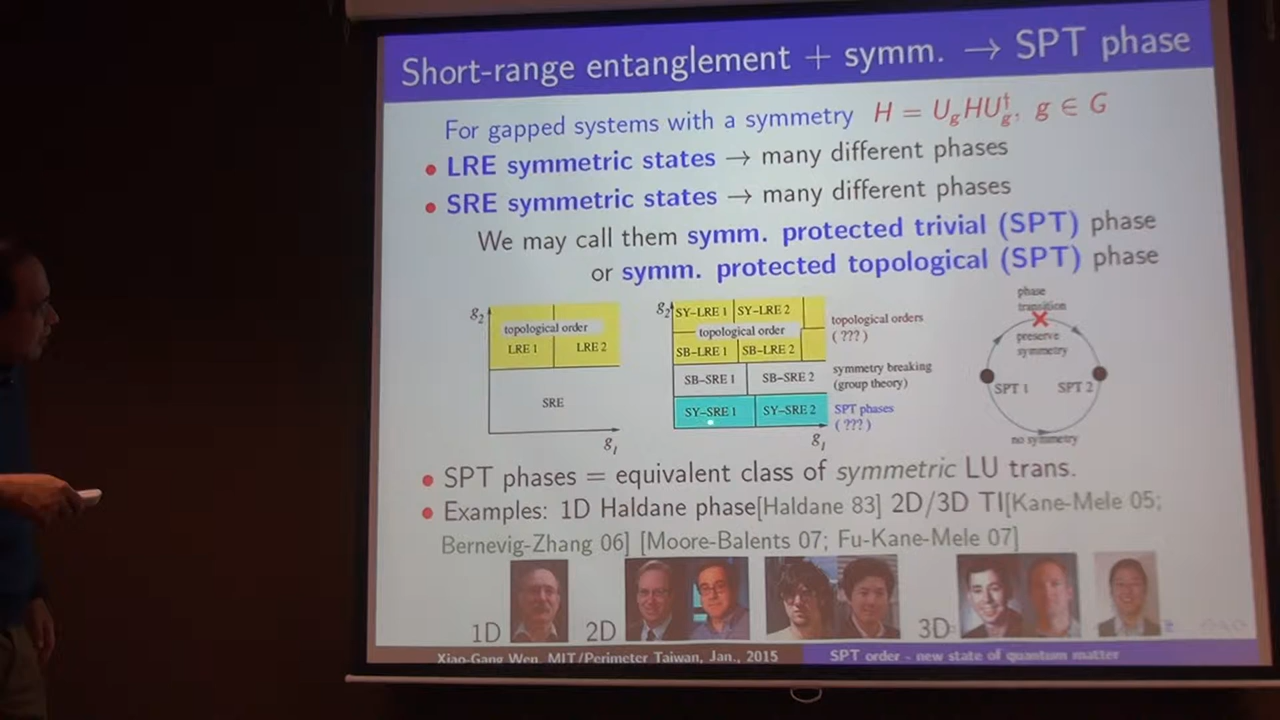 Short-range entanglement + symm. → SPT phase
For gapped systems with a symmetry H = U_g H U_g^†, g ∈ G
• LRE symmetric states → many different phases
• SRE symmetric states → many different phases
We may call them symm. protected trivial (SPT) phase
or symm. protected topological (SPT) phase
g₂
topological order
LRE 1
LRE 2
SRE
g₁
g₂
SY-LRE 1
SY-LRE 2
topological order
SB-LRE 1
SB-LRE 2
SB-SRE 1
SB-SRE 2
SY-SRE 1
SY-SRE 2
g₁
topological orders
( ??? )
symmetry breaking
(group theory)
SPT phases
( ??? )
phase
transition
preserve
symmetry
SPT 1
SPT 2
no symmetry
• SPT phases = equivalent class of symmetric LU trans.
• Examples: 1D Haldane phase[Haldane 83] 2D/3D TI[Kane-Mele 05;
Bernevig-Zhang 06] [Moore-Balents 07; Fu-Kane-Mele 07]
1D
2D
3D
Xiao-Gang Wen, MIT/Perimeter Taiwan, Jan., 2015
SPT order - new state of quantum matter